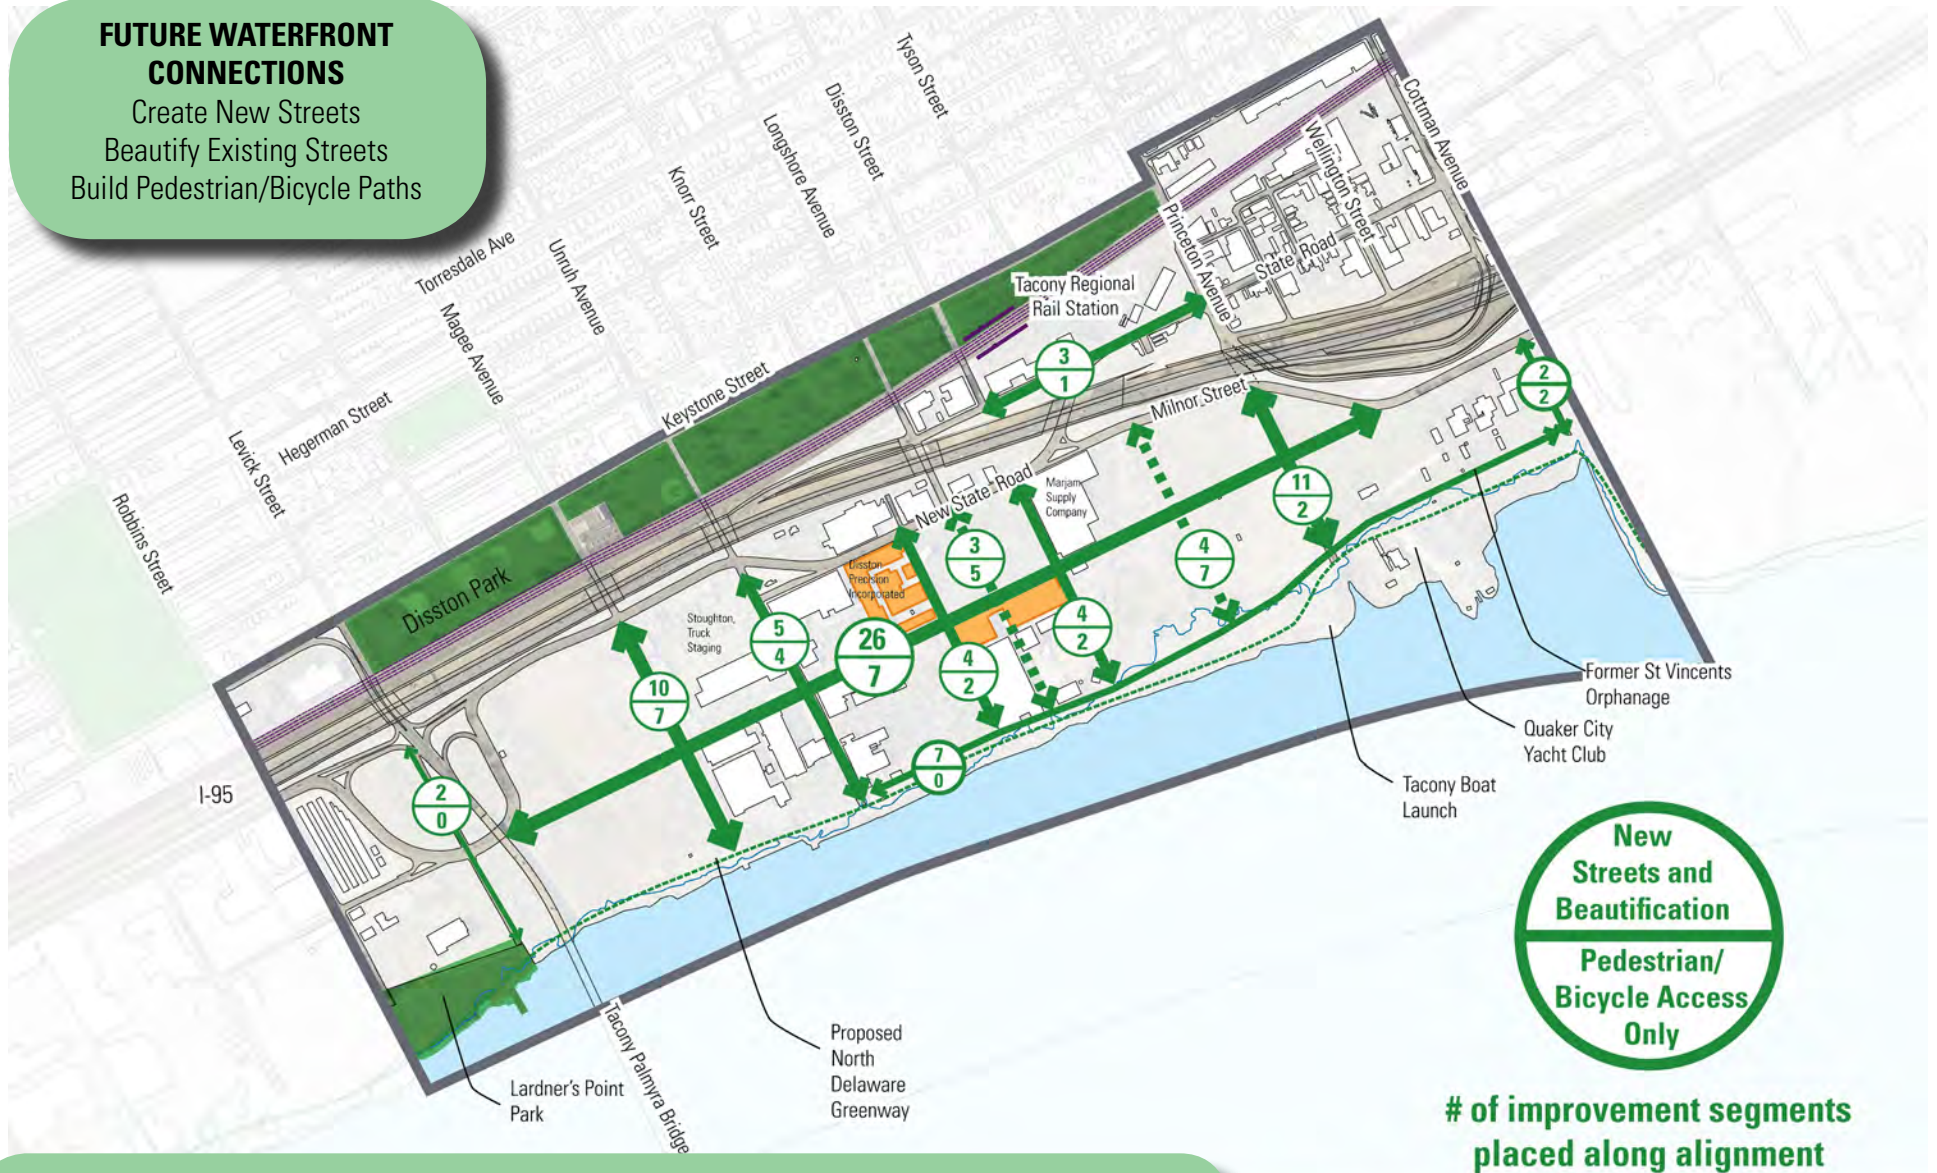 FUTURE WATERFRONT
CONNECTIONS
Create New Streets
Beautify Existing Streets
Build Pedestrian/Bicycle Paths
Tyson Street
Disston Street
Longshore Avenue
Knorr Street
Unruh Avenue
Torresdale Ave
Magee Avenue
Hegerman Street
Levick Street
Robbins Street
Keystone Street
Disston Park
Cottman Avenue
Wellington Street
State Road
Princeton Avenue
Tacony Regional
Rail Station
3
1
Milnor Street
2
2
New State Road
Marjam
Supply
Company
11
2
3
5
4
7
Disston
Precision
Incorporated
Stoughton,
Truck
Staging
5
4
26
7
4
2
4
2
10
7
7
0
2
0
I-95
Former St Vincents
Orphanage
Quaker City
Yacht Club
Tacony Boat
Launch
Proposed
North
Delaware
Greenway
Lardner's Point
Park
Tacony Palmyra Bridge
New
Streets and
Beautification
Pedestrian/
Bicycle Access
Only
# of improvement segments
placed along alignment